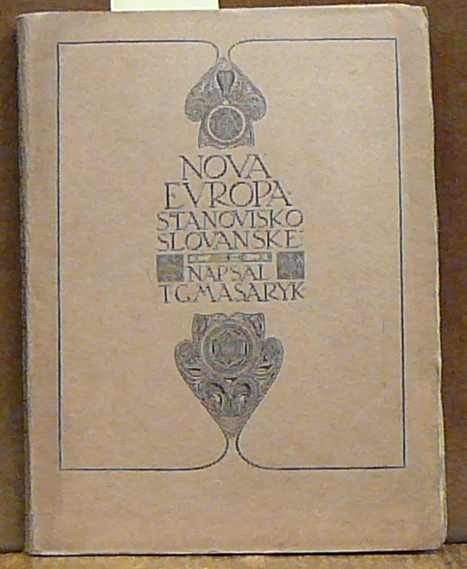 NOVA
EVROPA·
STANOVISKO
SLOVANSKÉ·
NAPSAL
T.G.MASARYK